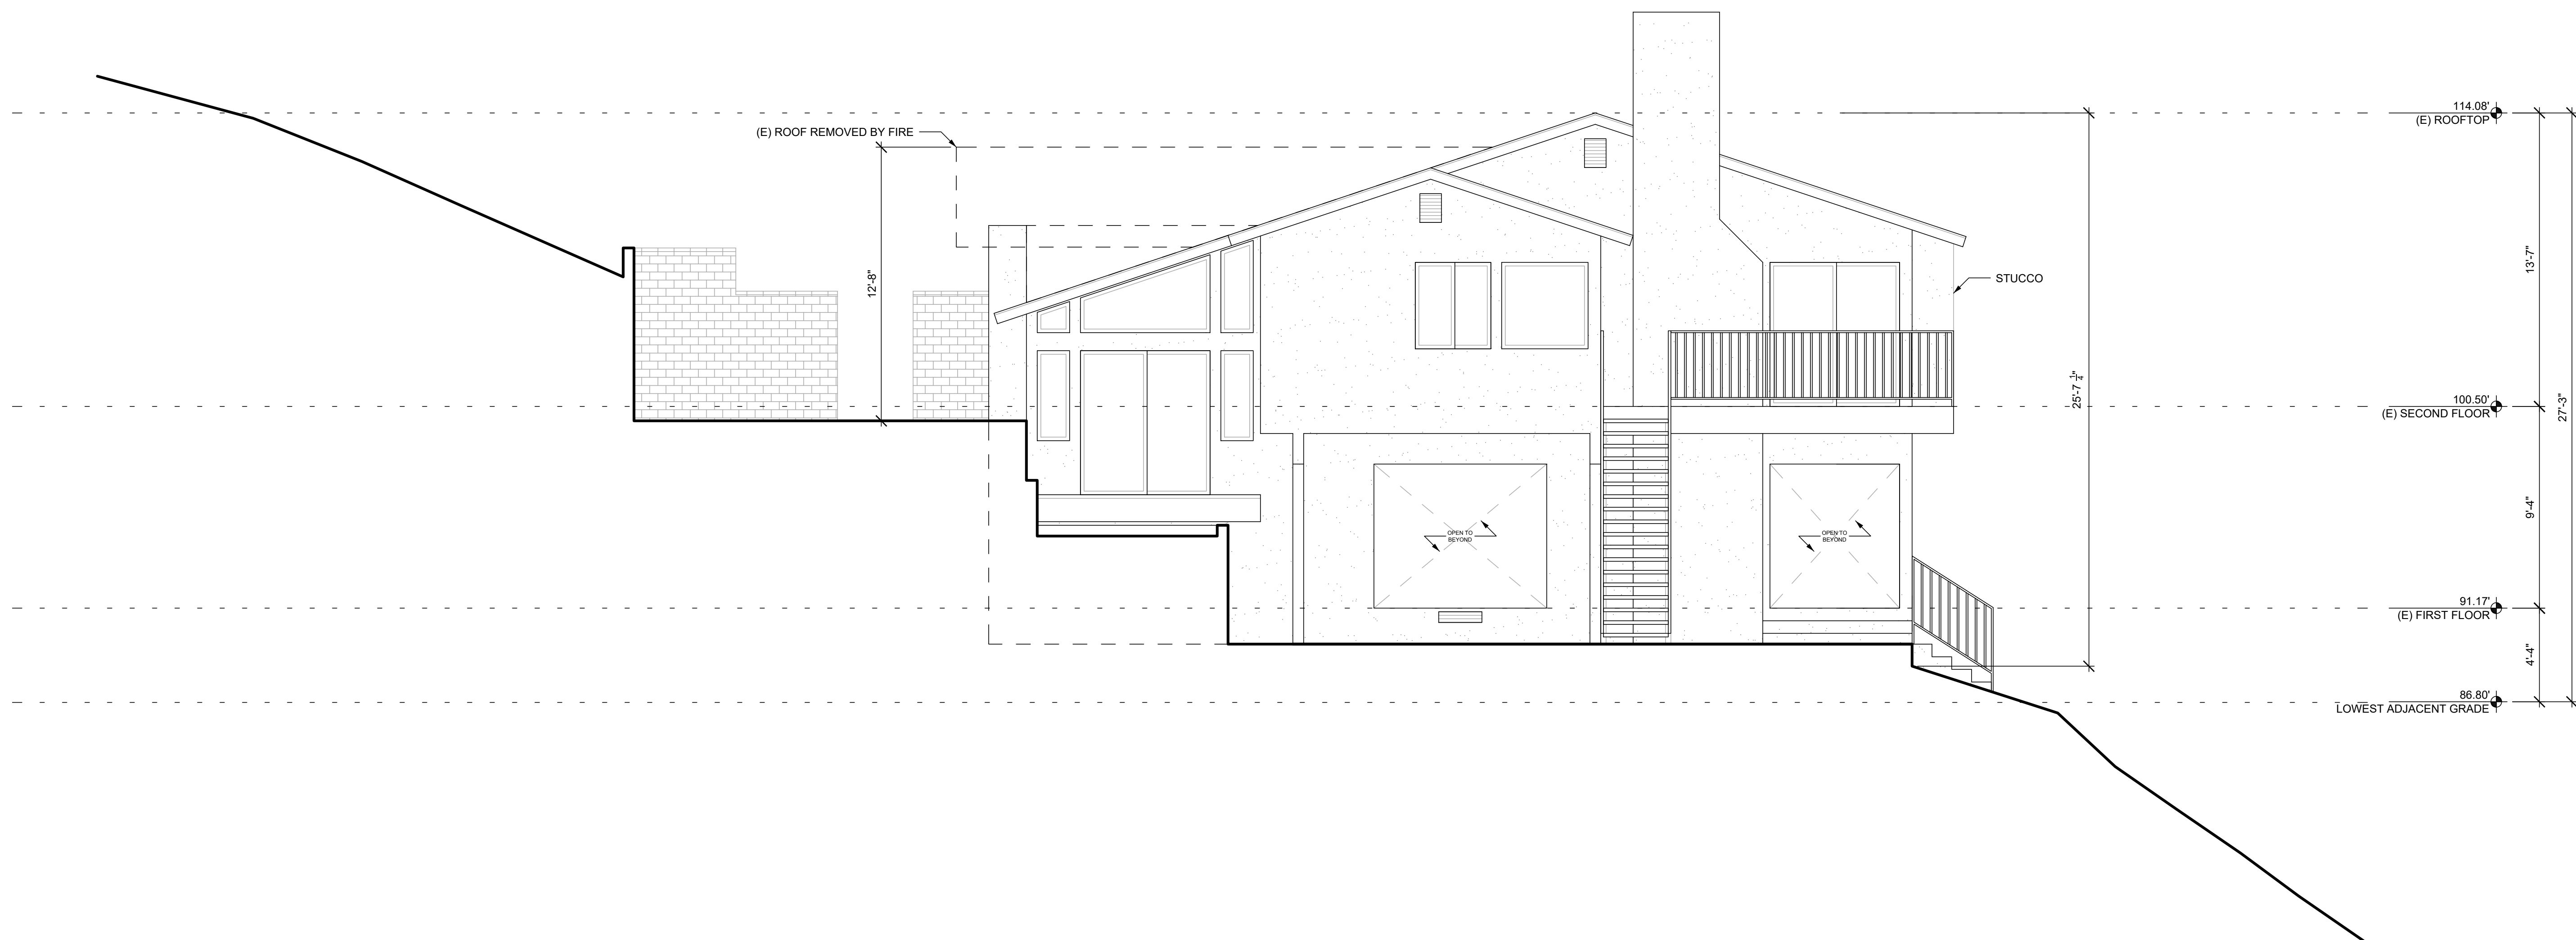 114.08'
(E) ROOFTOP
(E) ROOF REMOVED BY FIRE
12'-8"
STUCCO
13'-7"
25'-7 1/4"
27'-3"
100.50'
(E) SECOND FLOOR
9'-4"
OPEN TO
BEYOND
OPEN TO
BEYOND
91.17'
(E) FIRST FLOOR
4'-4"
86.80'
LOWEST ADJACENT GRADE